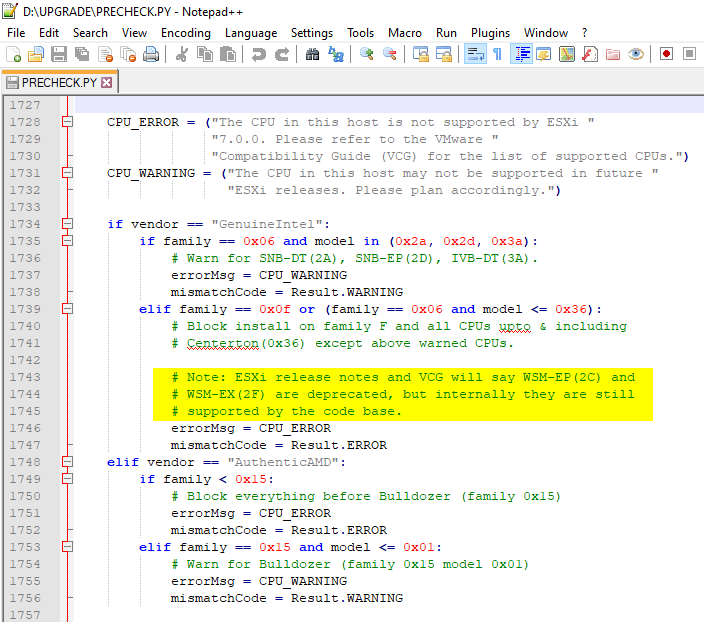 D:\UPGRADE\PRECHECK.PY - Notepad++
File Edit Search View Encoding Language Settings Tools Macro Run Plugins Window ?
PRECHECK.PY
1727
1728 CPU_ERROR = ("The CPU in this host is not supported by ESXi "
1729 "7.0.0. Please refer to the VMware "
1730 "Compatibility Guide (VCG) for the list of supported CPUs.")
1731 CPU_WARNING = ("The CPU in this host may not be supported in future "
1732 "ESXi releases. Please plan accordingly.")
1733
1734 if vendor == "GenuineIntel":
1735 if family == 0x06 and model in (0x2a, 0x2d, 0x3a):
1736 # Warn for SNB-DT(2A), SNB-EP(2D), IVB-DT(3A).
1737 errorMsg = CPU_WARNING
1738 mismatchCode = Result.WARNING
1739 elif family == 0x0f or (family == 0x06 and model <= 0x36):
1740 # Block install on family F and all CPUs upto & including
1741 # Centerton(0x36) except above warned CPUs.
1742
1743 # Note: ESXi release notes and VCG will say WSM-EP(2C) and
1744 # WSM-EX(2F) are deprecated, but internally they are still
1745 # supported by the code base.
1746 errorMsg = CPU_ERROR
1747 mismatchCode = Result.ERROR
1748 elif vendor == "AuthenticAMD":
1749 if family < 0x15:
1750 # Block everything before Bulldozer (family 0x15)
1751 errorMsg = CPU_ERROR
1752 mismatchCode = Result.ERROR
1753 elif family == 0x15 and model <= 0x01:
1754 # Warn for Bulldozer (family 0x15 model 0x01)
1755 errorMsg = CPU_WARNING
1756 mismatchCode = Result.WARNING
1757